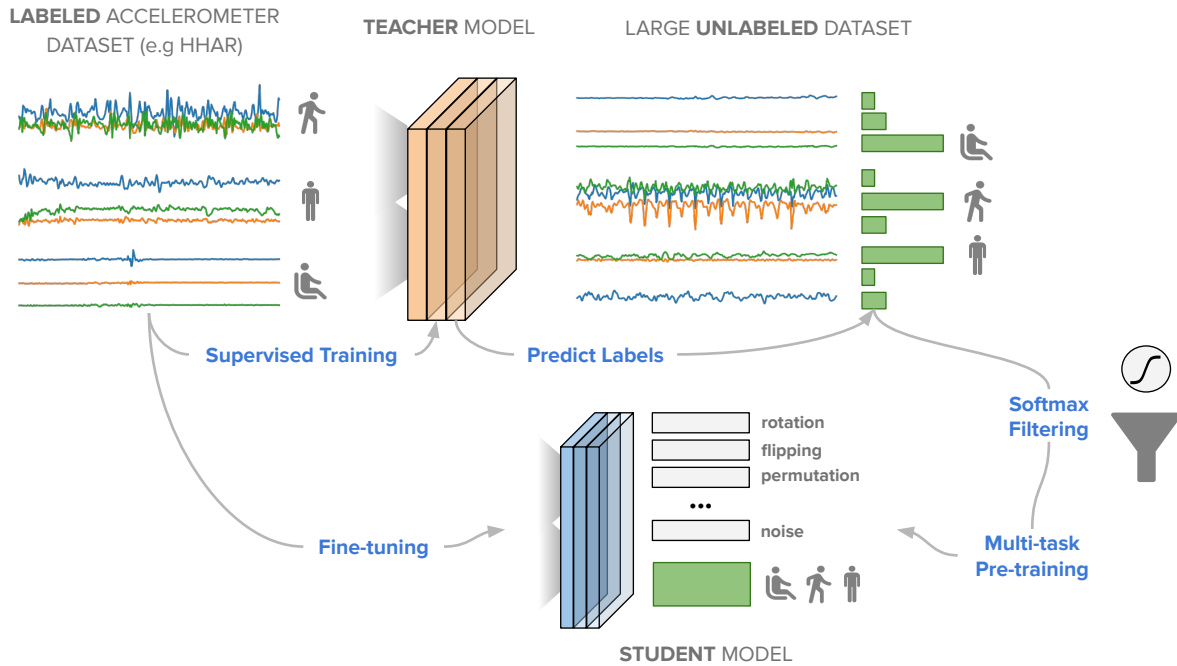 LABELED ACCELEROMETER
DATASET (e.g HHAR)
TEACHER MODEL
LARGE UNLABELED DATASET
Supervised Training
Predict Labels
Softmax
Filtering
rotation
flipping
permutation
...
noise
Fine-tuning
Multi-task
Pre-training
STUDENT MODEL